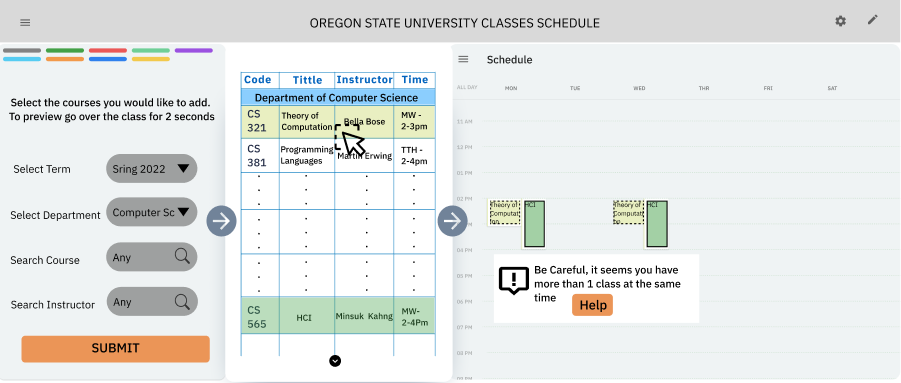 OREGON STATE UNIVERSITY CLASSES SCHEDULE
Select the courses you would like to add.
To preview go over the class for 2 seconds
Select Term
Sring 2022
Select Department
Computer Sc
Search Course
Any
Search Instructor
Any
SUBMIT
Code Tittle Instructor Time
Department of Computer Science
CS
321
Theory of
Computation
Bella Bose
MW -
2-3pm
CS
381
Programming
Languages
Martin Erwing
TTH -
2-4pm
CS
565
HCI
Minsuk Kahng
MW-
2-4Pm
Schedule
ALL DAY MON TUE WED THR FRI SAT
11 AM
12 PM
01 PM
02 PM
Theory of
Computat
ion
HCI
Theory of
Computat
ion
HCI
04 PM
05 PM
Be Careful, it seems you have
more than 1 class at the same
time
Help
06 PM
07 PM
08 PM